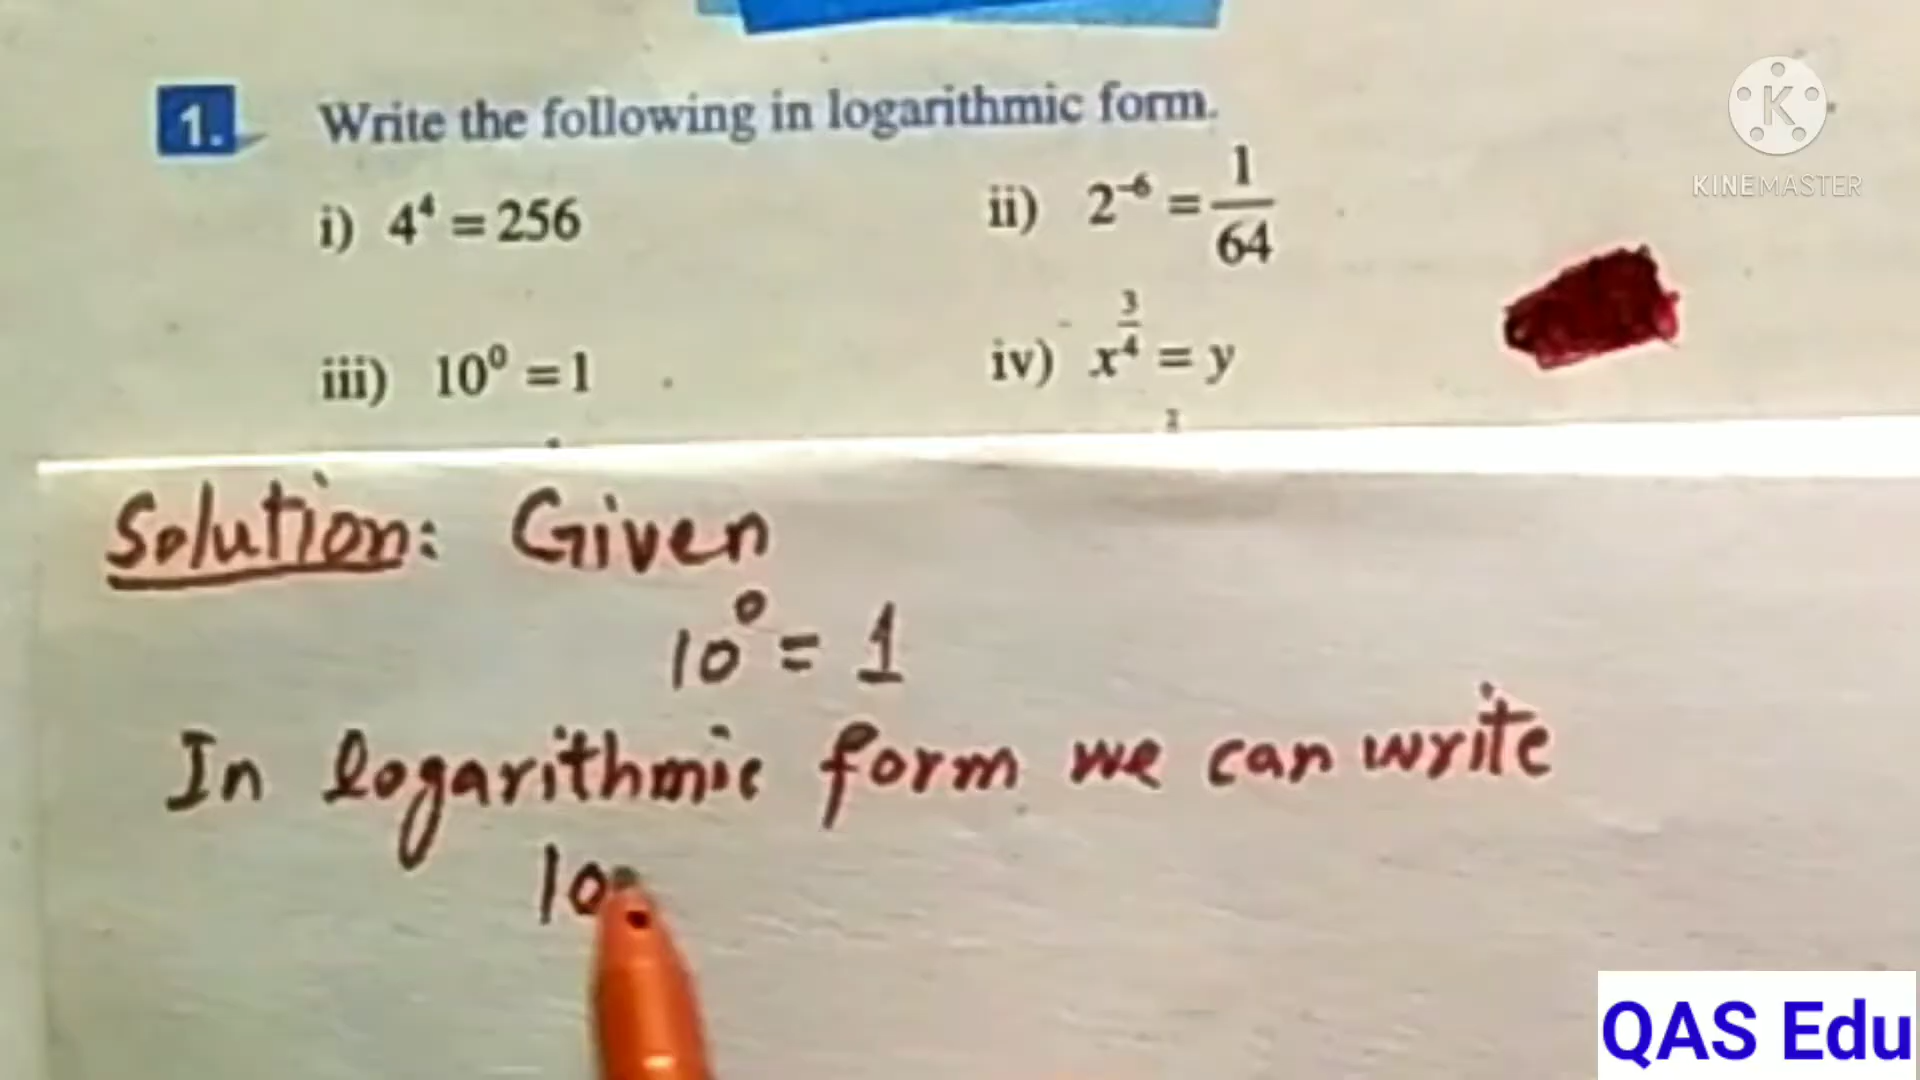 1. Write the following in logarithmic form.
i) 4⁴ = 256
ii) 2⁻⁶ = 1/64
iii) 10⁰ = 1
iv) x^(3/4) = y
KINEMASTER
Solution: Given
10⁰ = 1
In logarithmic form we can write
QAS Edu